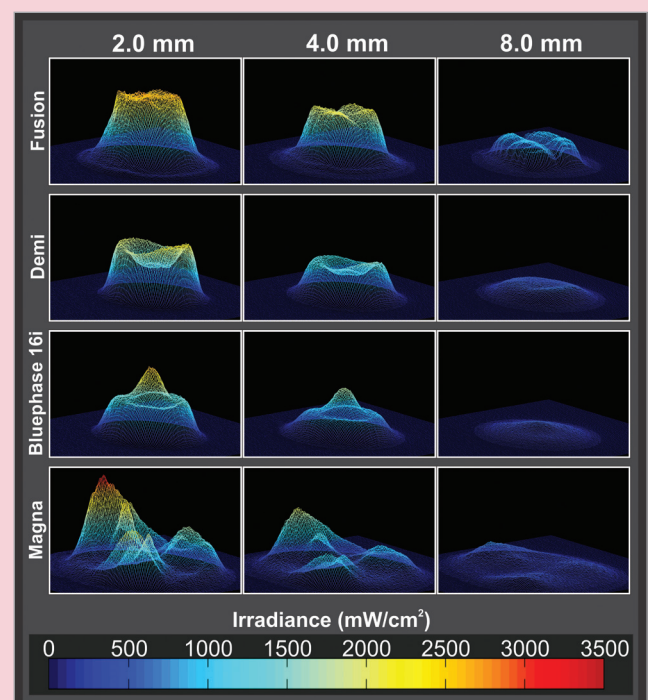 2.0 mm 4.0 mm 8.0 mm
Fusion
Demi
Bluephase 16i
Magna
Irradiance (mW/cm²)
0 500 1000 1500 2000 2500 3000 3500